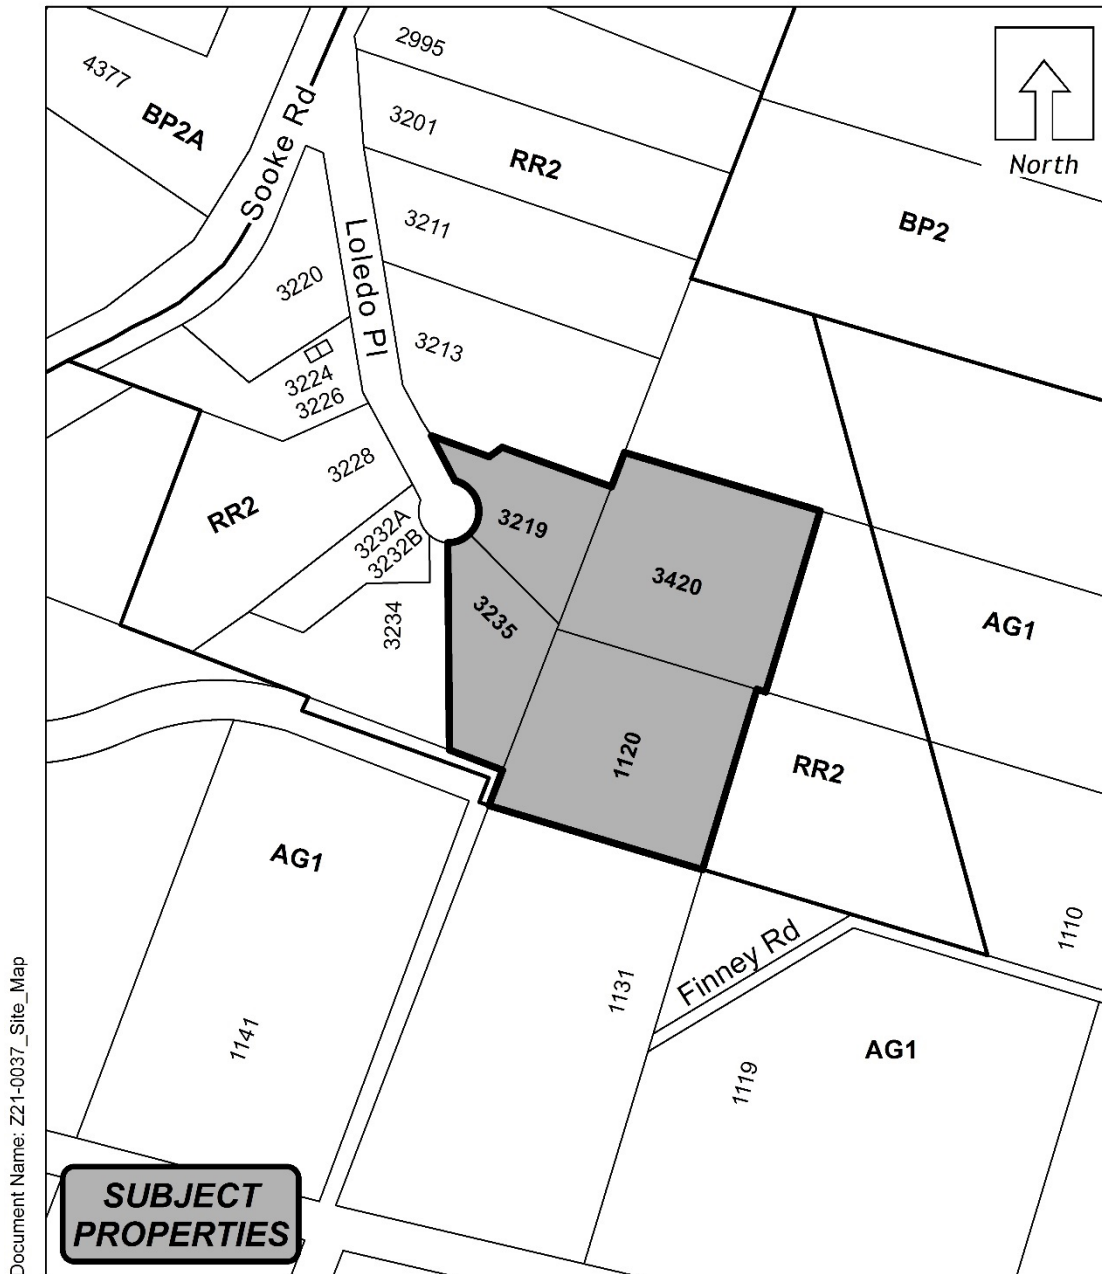 2995
4377
3201
BP2A
Sooke Rd
RR2
North
3211
BP2
Loledo Pl
3220
3213
3224
3226
3228
RR2
3232A
3232B
3219
3420
3235
3234
AG1
1120
RR2
AG1
1110
Finney Rd
1131
1141
AG1
1119
SUBJECT
PROPERTIES
Document Name: Z21-0037_Site_Map